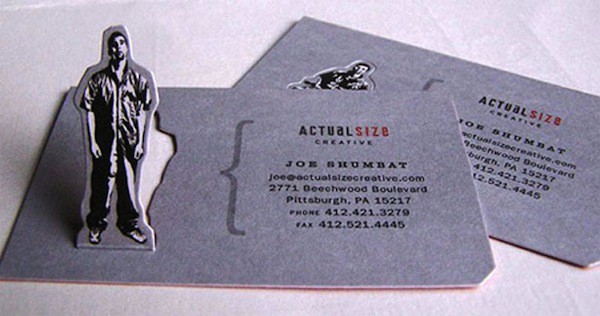 ACTUALSIZE
CREATIVE
JOE SHUMBAT
joe@actualsizecreative.com
2771 Beechwood Boulevard
Pittsburgh, PA 15217
PHONE 412.421.3279
FAX 412.521.4445
ACTUALSIZE
CREATIVE
JOE SHUMBAT
actualsizecreative.com
Beechwood Boulevard
PA 15217
412.421.3279
412.521.4445